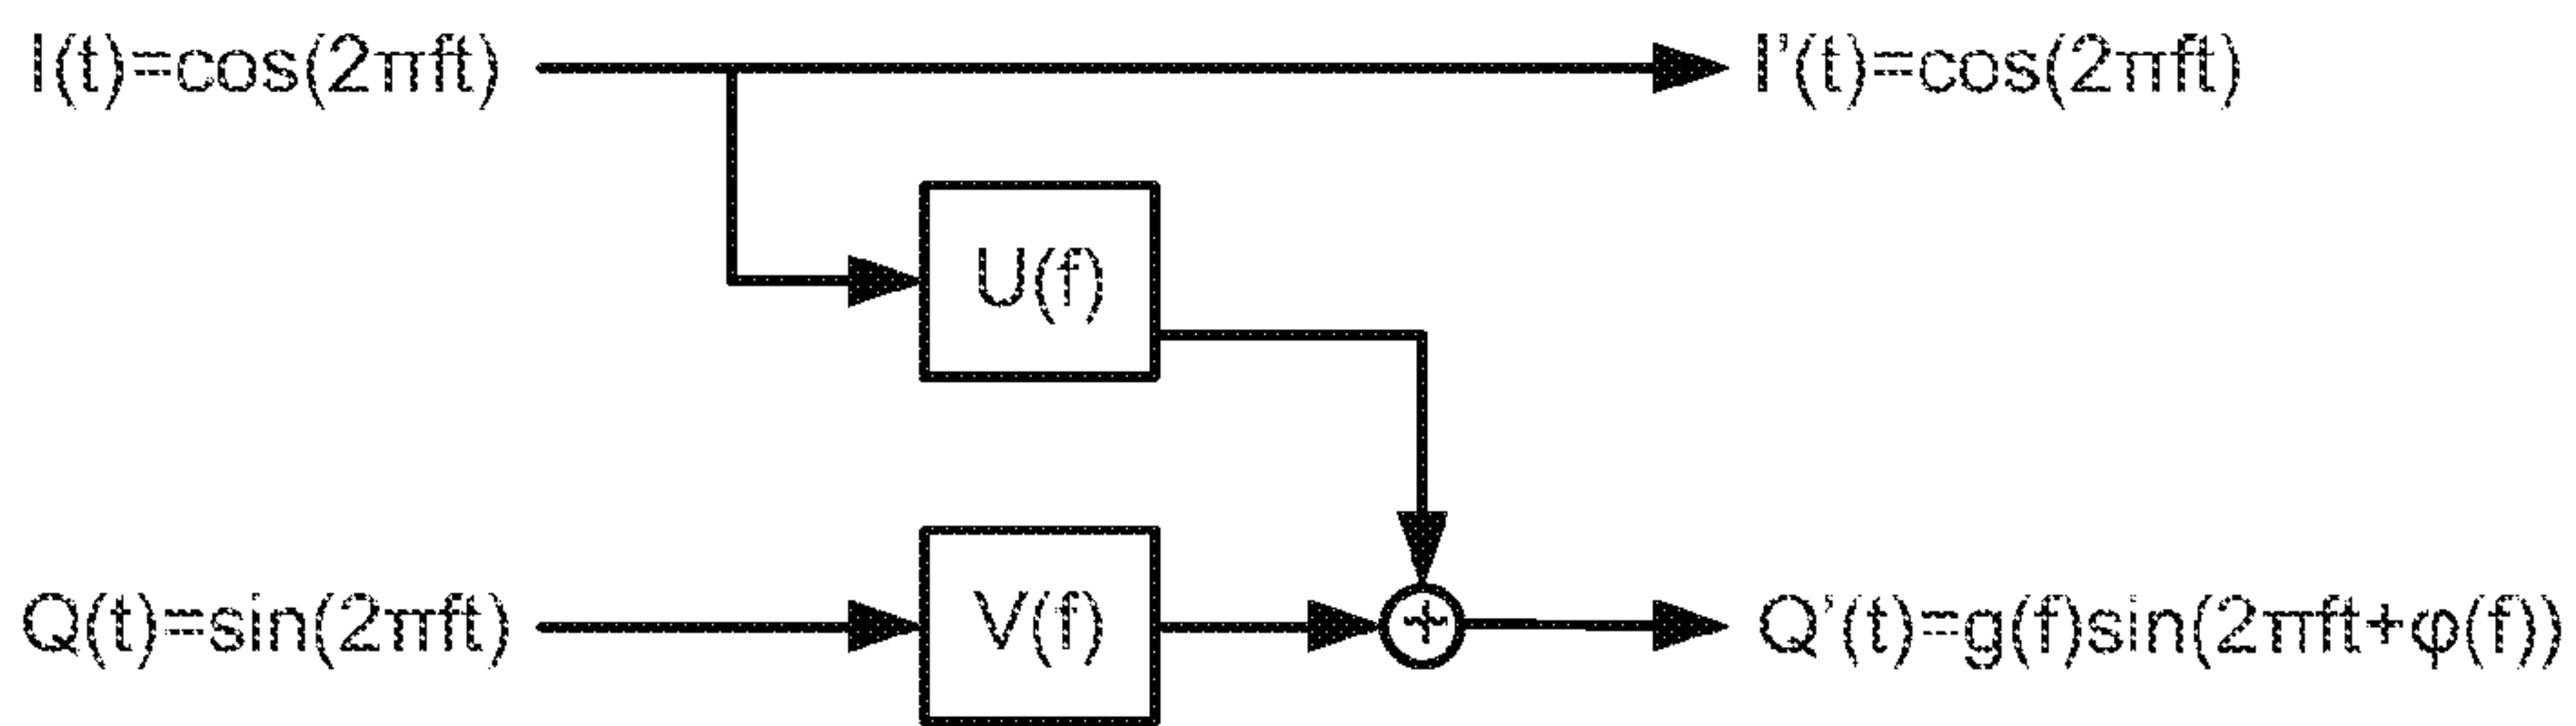 I(t)=cos(2πft) I’(t)=cos(2πft)
U(f)
Q(t)=sin(2πft) V(f) + Q’(t)=g(f)sin(2πft+φ(f))